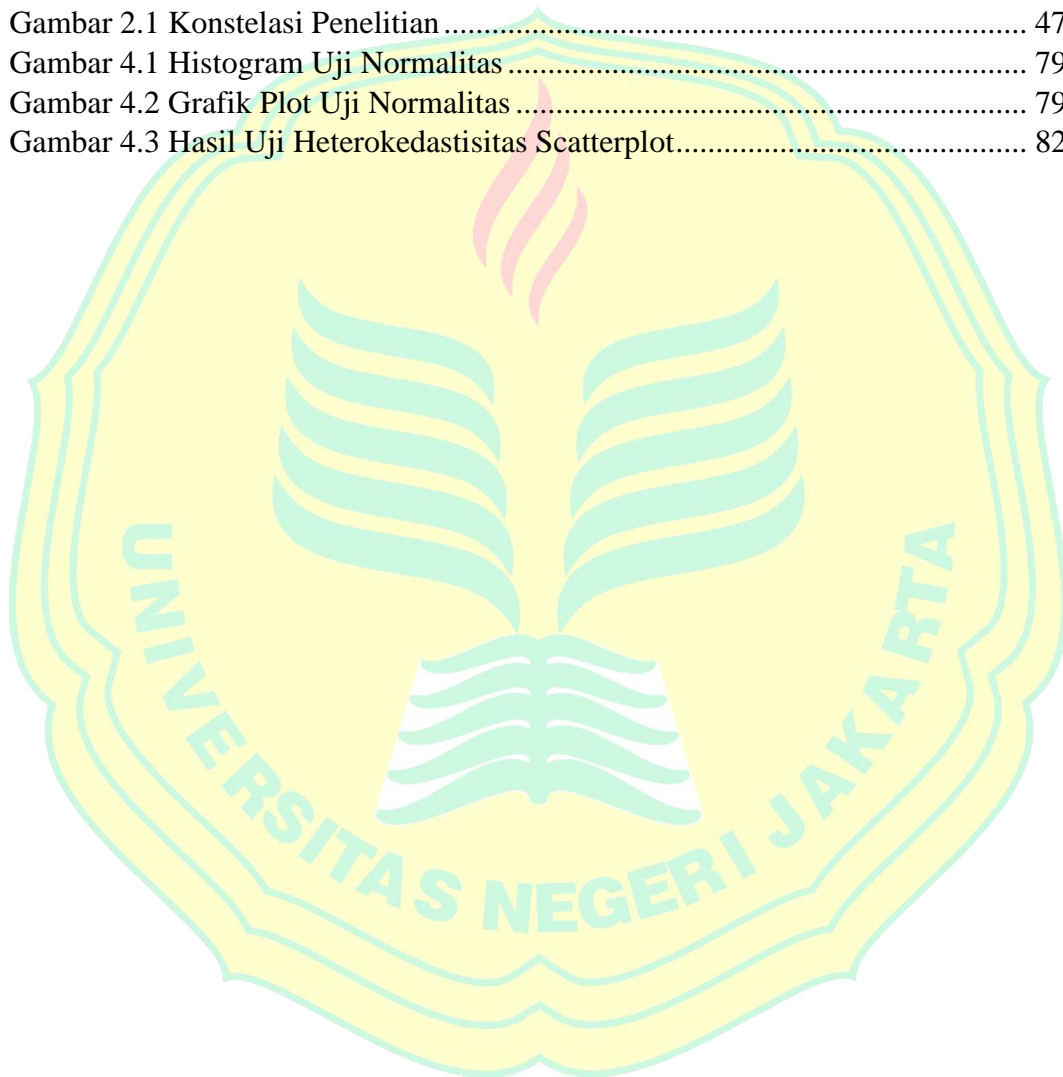 Gambar 2.1 Konstelasi Penelitian ........................................................................................... 47
Gambar 4.1 Histogram Uji Normalitas ................................................................................. 79
Gambar 4.2 Grafik Plot Uji Normalitas ................................................................................ 79
Gambar 4.3 Hasil Uji Heterokedastisitas Scatterplot....................................................... 82
UNIVERSITAS NEGERI JAKARTA